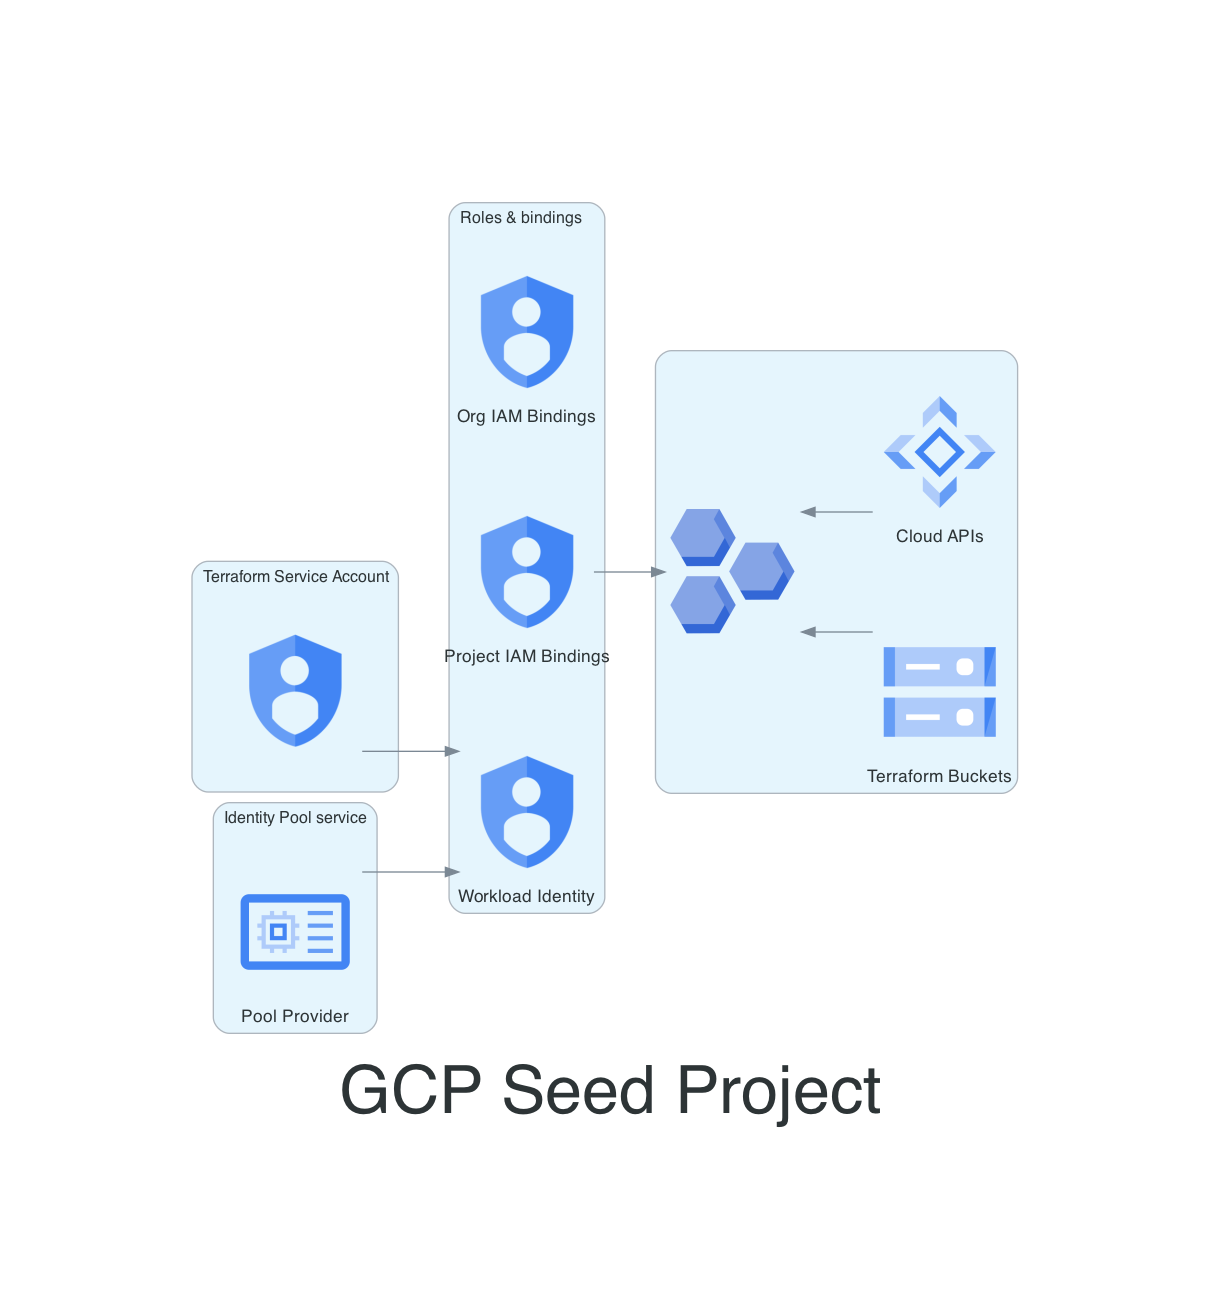 Roles & bindings
Org IAM Bindings
Project IAM Bindings
Workload Identity
Terraform Service Account
Identity Pool service
Pool Provider
Cloud APIs
Terraform Buckets
GCP Seed Project